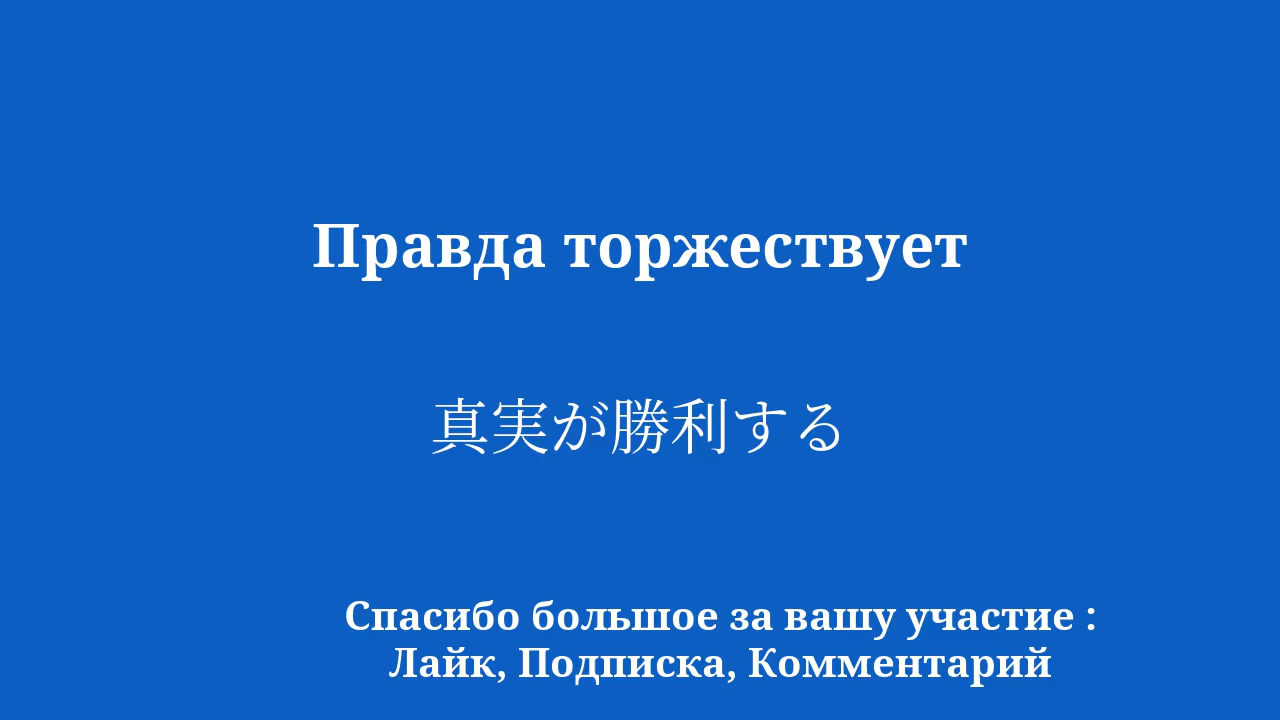 Правда торжествует
真実が勝利する
Спасибо большое за вашу участие :
Лайк, Подписка, Комментарий